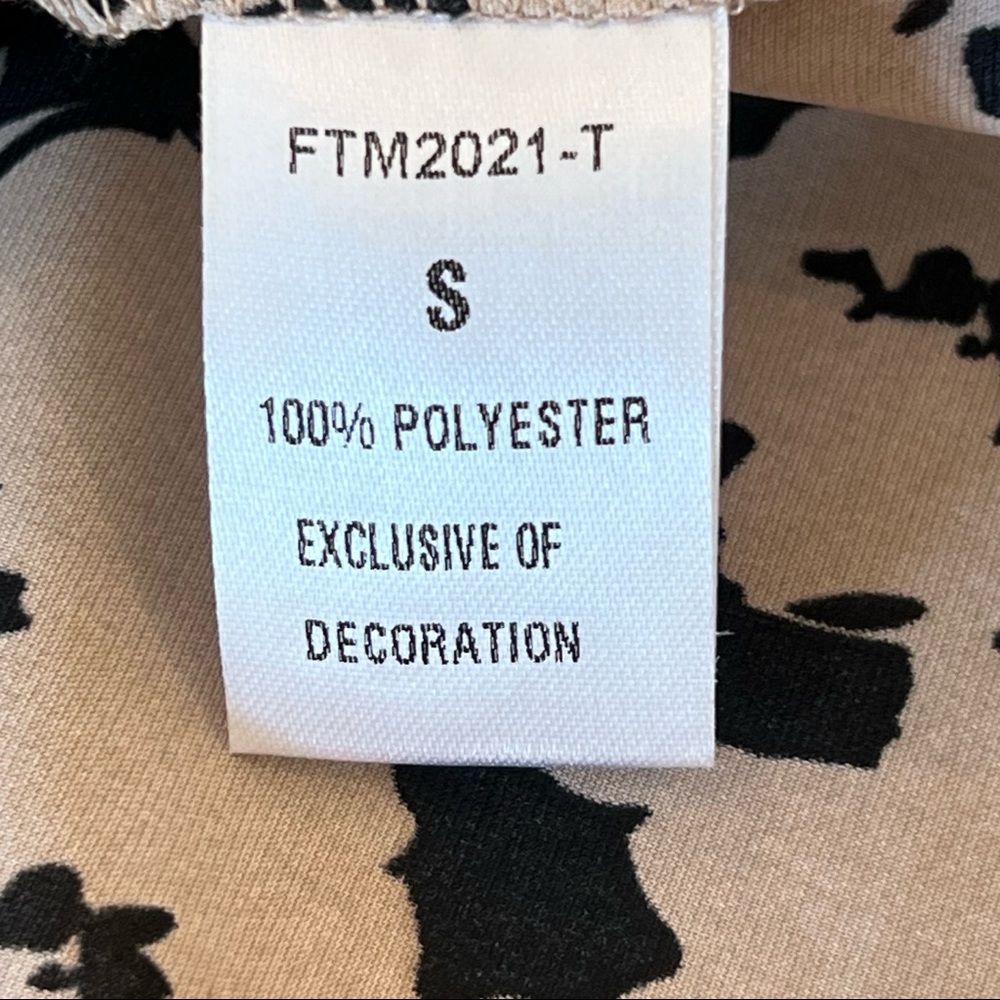 FTM2021-T
S
100% POLYESTER
EXCLUSIVE OF
DECORATION